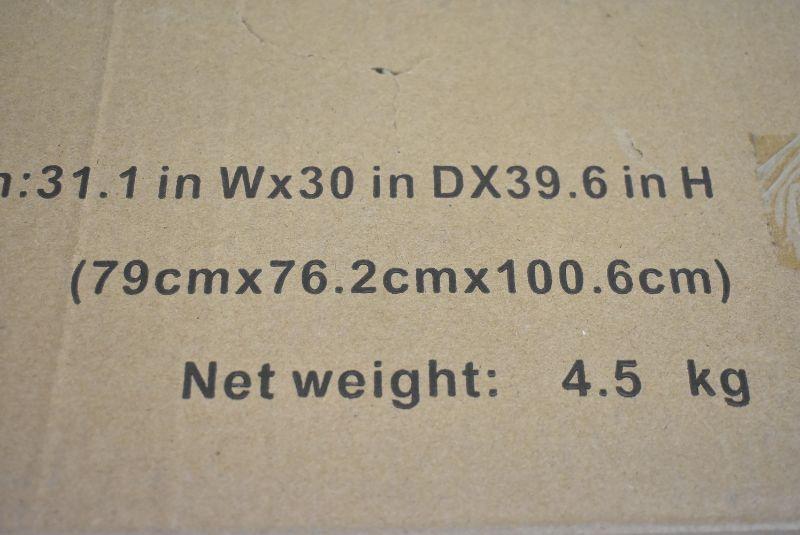 n:31.1 in Wx30 in DX39.6 in H
(79cmx76.2cmx100.6cm)
Net weight: 4.5 kg